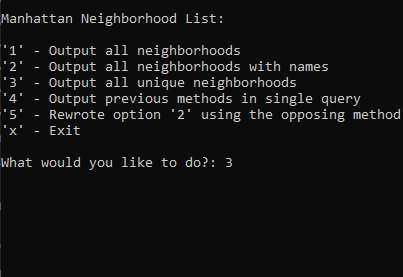 Manhattan Neighborhood List:
'1' - Output all neighborhoods
'2' - Output all neighborhoods with names
'3' - Output all unique neighborhoods
'4' - Output previous methods in single query
'5' - Rewrote option '2' using the opposing method
'x' - Exit
What would you like to do?: 3